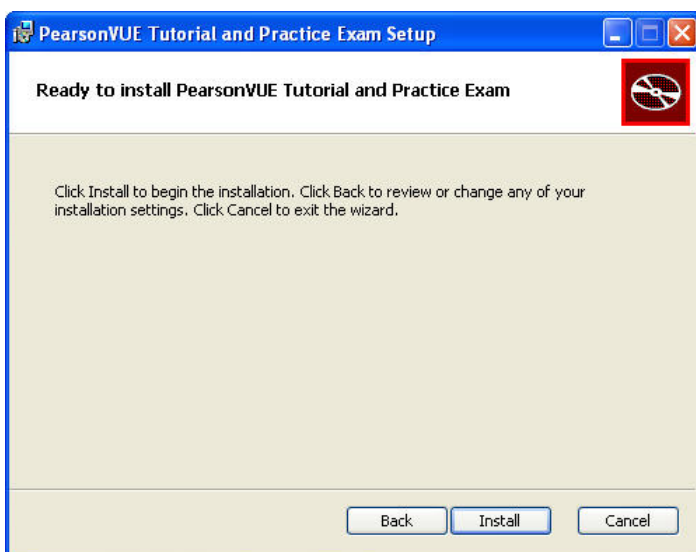 PearsonVUE Tutorial and Practice Exam Setup
Ready to install PearsonVUE Tutorial and Practice Exam
Click Install to begin the installation. Click Back to review or change any of your
installation settings. Click Cancel to exit the wizard.
Back Install Cancel